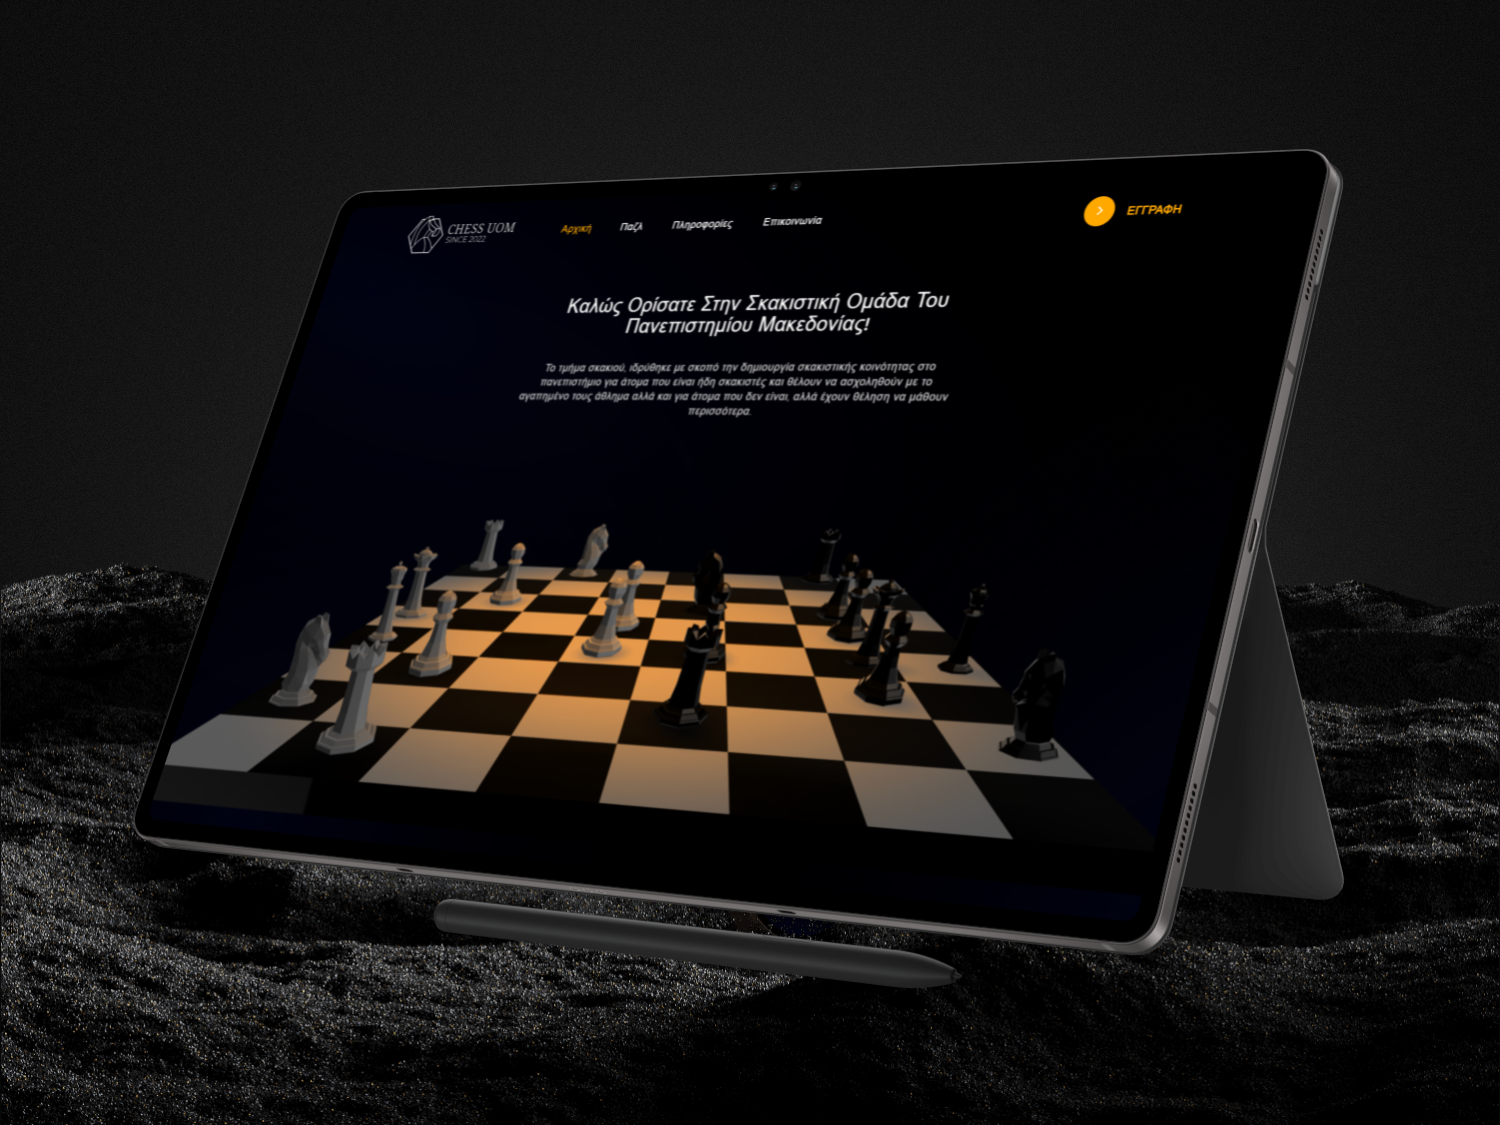 CHESS UOM
SINCE 2022
Αρχική
Παζλ
Πληροφορίες
Επικοινωνία
ΕΓΓΡΑΦΗ
Καλώς Ορίσατε Στην Σκακιστική Ομάδα Του
Πανεπιστημίου Μακεδονίας!
Το τμήμα σκακιού, ιδρύθηκε με σκοπό την δημιουργία σκακιστικής κοινότητας στο
πανεπιστήμιο για άτομα που είναι ήδη σκακιστές και θέλουν να ασχοληθούν με το
αγαπημένο τους άθλημα αλλά και για άτομα που δεν είναι, αλλά έχουν θέληση να μάθουν
περισσότερα.